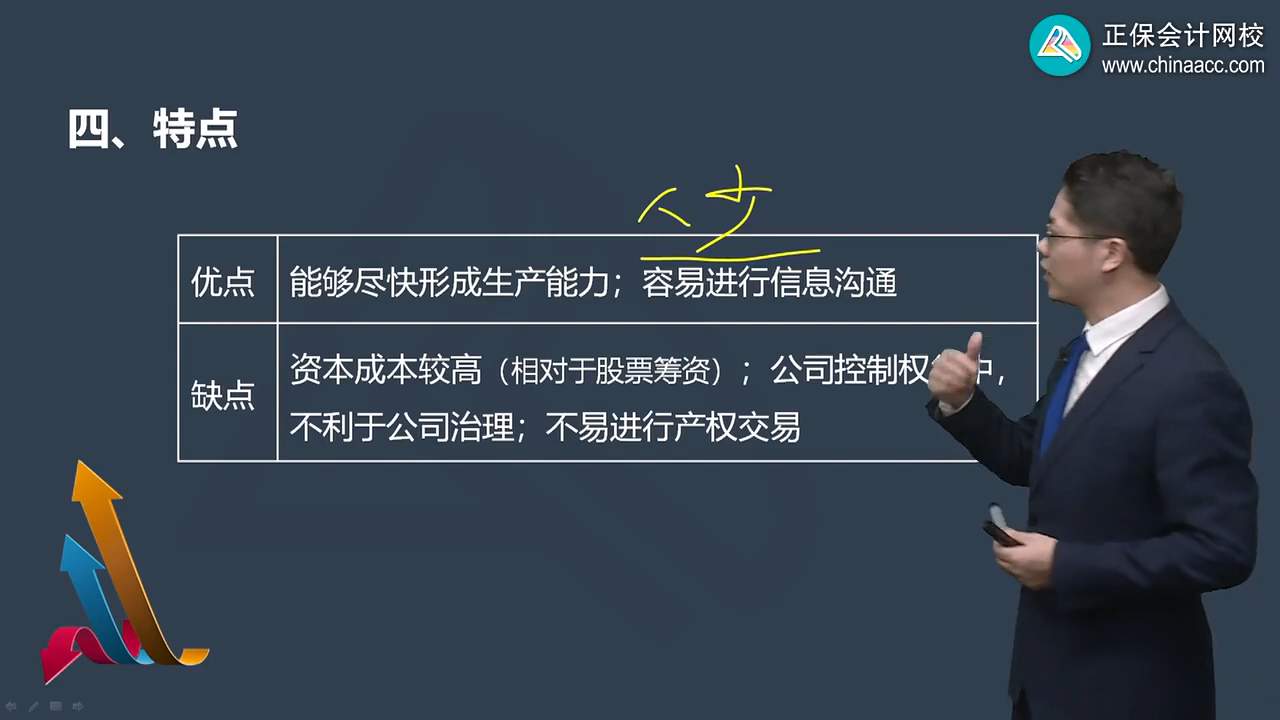 正保会计网校
www.chinaacc.com
四、特点
人少
优点
能够尽快形成生产能力；容易进行信息沟通
缺点
资本成本较高（相对于股票筹资）；公司控制权 中，
不利于公司治理；不易进行产权交易